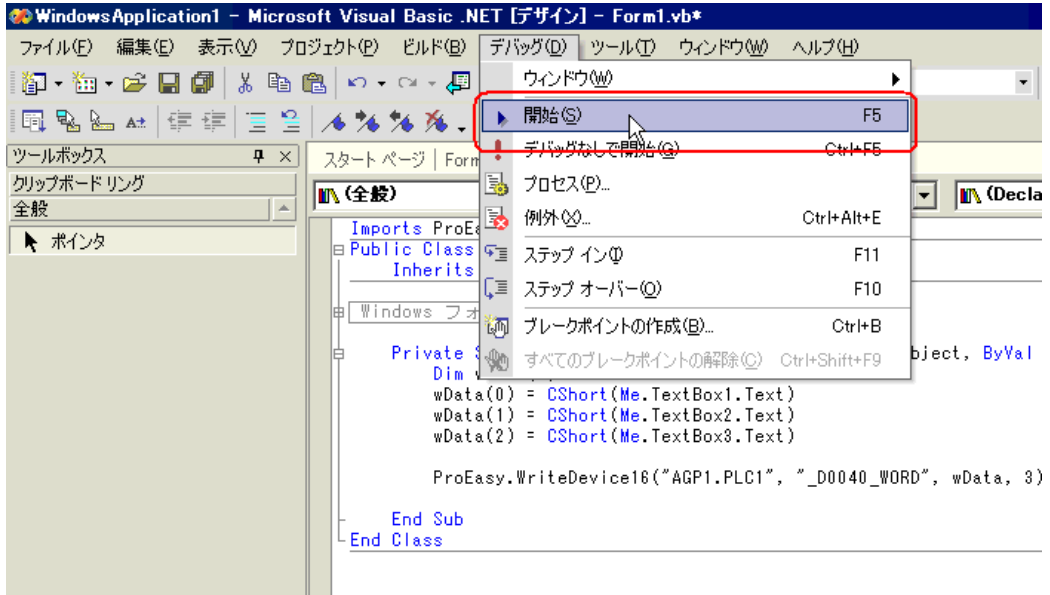 WindowsApplication1 - Microsoft Visual Basic .NET [デザイン] - Form1.vb*
ファイル(F) 編集(E) 表示(V) プロジェクト(P) ビルド(B) デバッグ(D) ツール(T) ウィンドウ(W) ヘルプ(H)
ウィンドウ(W)
開始(S) F5
デバッグなしで開始(G) Ctrl+F5
プロセス(P)...
例外(X)... Ctrl+Alt+E
ステップ イン(I) F11
ステップ オーバー(O) F10
ブレークポイントの作成(B)... Ctrl+B
すべてのブレークポイントの解除(C) Ctrl+Shift+F9
ツールボックス
クリップボード リング
全般
ポインタ
スタート ページ Form
(全般) (Decla
Imports ProEa
Public Class
Inherits
Windows フォ
Private S bject, ByVal
Dim w
wData(0) = CShort(Me.TextBox1.Text)
wData(1) = CShort(Me.TextBox2.Text)
wData(2) = CShort(Me.TextBox3.Text)
ProEasy.WriteDevice16("AGP1.PLC1", "_D0040_WORD", wData, 3)
End Sub
End Class